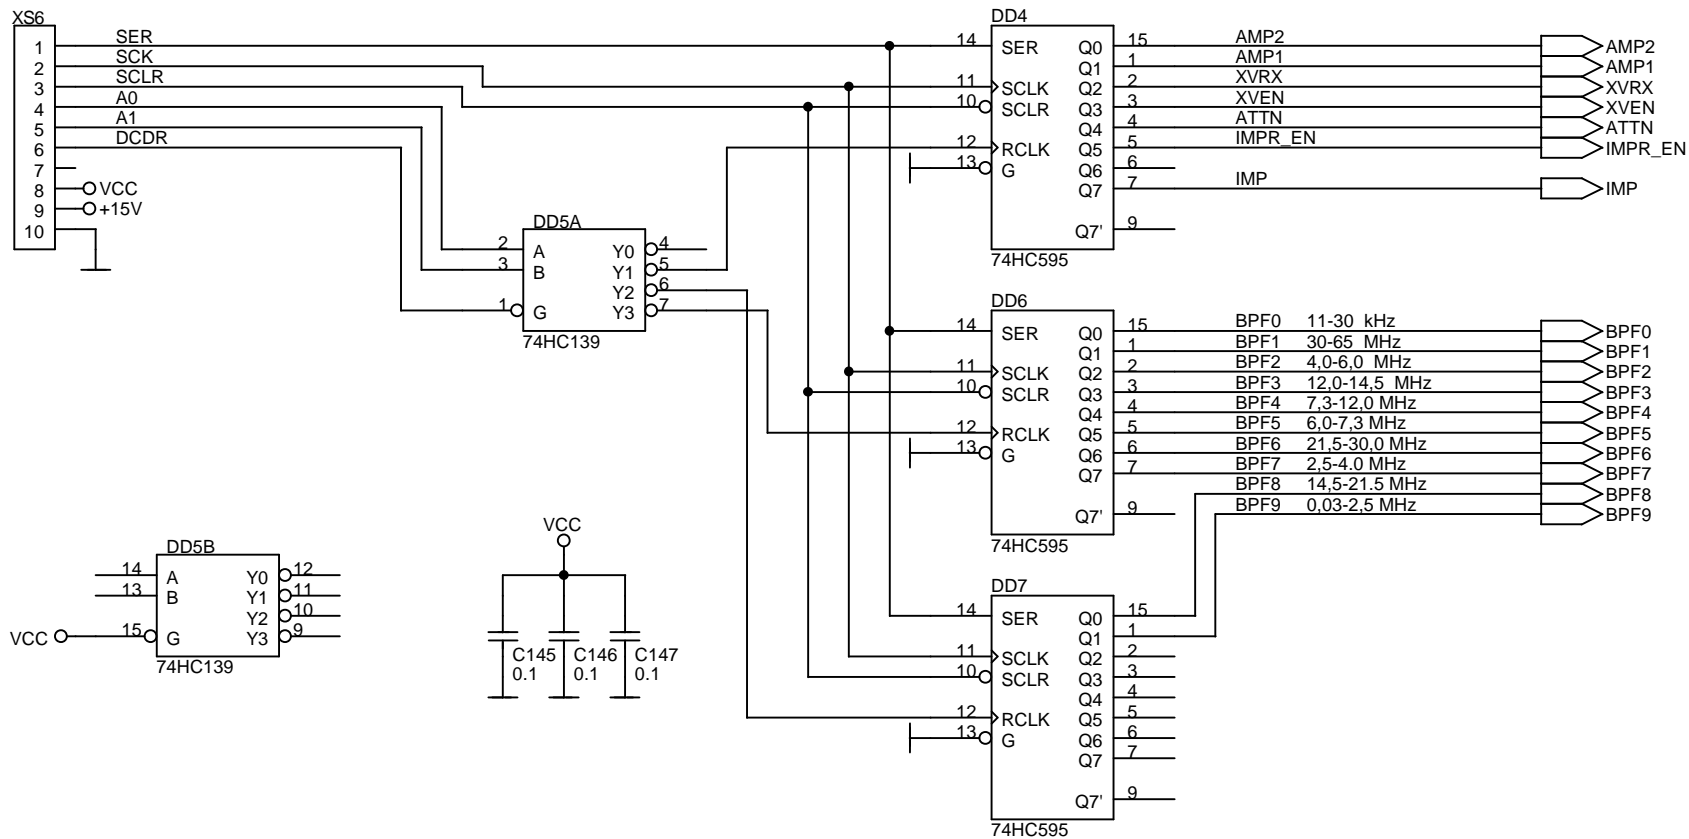 XS6
1 SER
2 SCK
3 SCLR
4 A0
5 A1
6 DCDR
7
8 VCC
9 +15V
10
DD4
14 SER Q0 15 AMP2 AMP2
Q1 1 AMP1 AMP1
11 SCLK Q2 2 XVRX XVRX
10 SCLR Q3 3 XVEN XVEN
Q4 4 ATTN ATTN
12 RCLK Q5 5 IMPR_EN IMPR_EN
13 G Q6 6
Q7 7 IMP IMP
Q7' 9
74HC595
DD5A
2 A Y0 4
3 B Y1 5
Y2 6
1 G Y3 7
74HC139
DD6
14 SER Q0 15 BPF0 11-30 kHz BPF0
Q1 1 BPF1 30-65 MHz BPF1
11 SCLK Q2 2 BPF2 4,0-6,0 MHz BPF2
10 SCLR Q3 3 BPF3 12,0-14,5 MHz BPF3
Q4 4 BPF4 7,3-12,0 MHz BPF4
12 RCLK Q5 5 BPF5 6,0-7,3 MHz BPF5
13 G Q6 6 BPF6 21,5-30,0 MHz BPF6
Q7 7 BPF7 2,5-4.0 MHz BPF7
BPF8 14,5-21.5 MHz BPF8
Q7' 9 BPF9 0,03-2,5 MHz BPF9
74HC595
DD5B
14 A Y0 12
13 B Y1 11
Y2 10
VCC 15 G Y3 9
74HC139
VCC
C145 C146 C147
0.1 0.1 0.1
DD7
14 SER Q0 15
Q1 1
11 SCLK Q2 2
10 SCLR Q3 3
Q4 4
12 RCLK Q5 5
13 G Q6 6
Q7 7
Q7' 9
74HC595